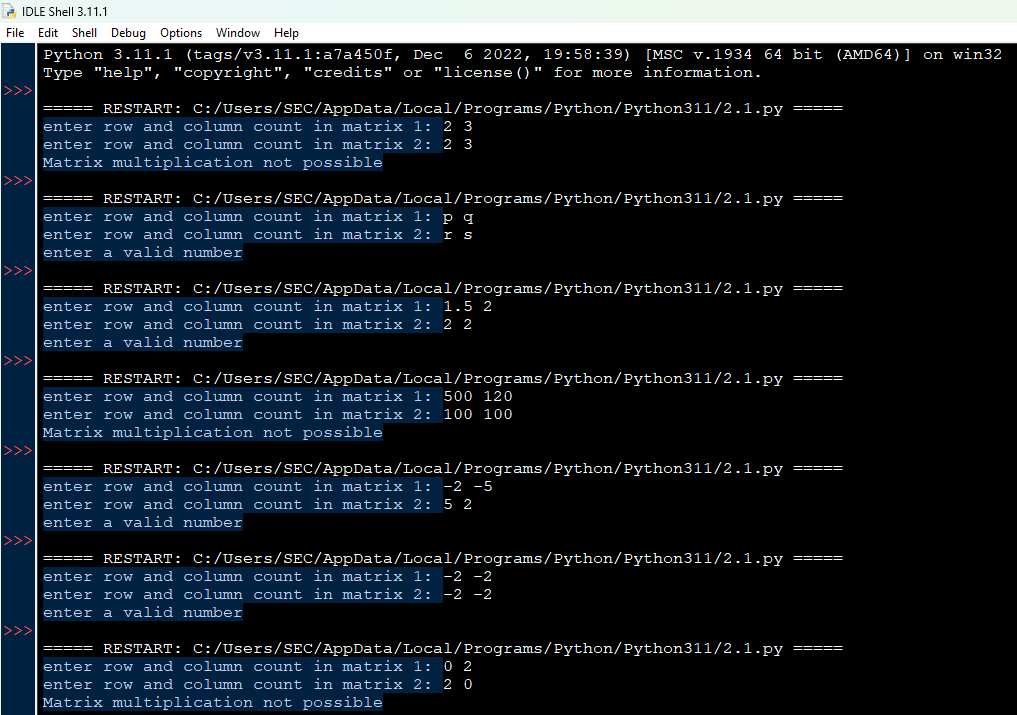 IDLE Shell 3.11.1
File Edit Shell Debug Options Window Help
Python 3.11.1 (tags/v3.11.1:a7a450f, Dec  6 2022, 19:58:39) [MSC v.1934 64 bit (AMD64)] on win32
Type "help", "copyright", "credits" or "license()" for more information.
>>>
===== RESTART: C:/Users/SEC/AppData/Local/Programs/Python/Python311/2.1.py =====
enter row and column count in matrix 1: 2 3
enter row and column count in matrix 2: 2 3
Matrix multiplication not possible
>>>
===== RESTART: C:/Users/SEC/AppData/Local/Programs/Python/Python311/2.1.py =====
enter row and column count in matrix 1: p q
enter row and column count in matrix 2: r s
enter a valid number
>>>
===== RESTART: C:/Users/SEC/AppData/Local/Programs/Python/Python311/2.1.py =====
enter row and column count in matrix 1: 1.5 2
enter row and column count in matrix 2: 2 2
enter a valid number
>>>
===== RESTART: C:/Users/SEC/AppData/Local/Programs/Python/Python311/2.1.py =====
enter row and column count in matrix 1: 500 120
enter row and column count in matrix 2: 100 100
Matrix multiplication not possible
>>>
===== RESTART: C:/Users/SEC/AppData/Local/Programs/Python/Python311/2.1.py =====
enter row and column count in matrix 1: -2 -5
enter row and column count in matrix 2: 5 2
enter a valid number
>>>
===== RESTART: C:/Users/SEC/AppData/Local/Programs/Python/Python311/2.1.py =====
enter row and column count in matrix 1: -2 -2
enter row and column count in matrix 2: -2 -2
enter a valid number
>>>
===== RESTART: C:/Users/SEC/AppData/Local/Programs/Python/Python311/2.1.py =====
enter row and column count in matrix 1: 0 2
enter row and column count in matrix 2: 2 0
Matrix multiplication not possible